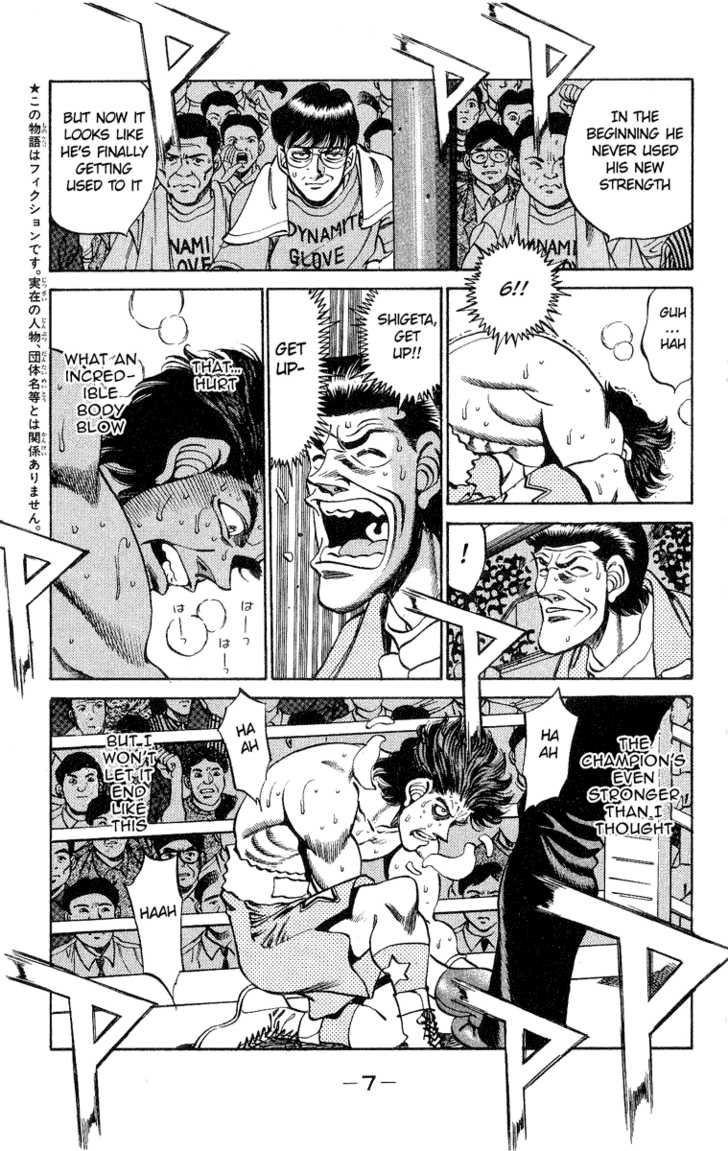 IN THE
BEGINNING HE
NEVER USED
HIS NEW
STRENGTH
BUT NOW IT
LOOKS LIKE
HE'S FINALLY
GETTING
USED TO IT
NAMI
OVE
DYNAMITE
GLOVE
NAMI
★この物語はフィクションです。実在の人物、団体名等とは関係ありません。
GUH
...
HAH
6!!
SHIGETA,
GET
UP!!
GET
UP-
THAT...
HURT
WHAT AN
INCRED-
IBLE
BODY
BLOW
はーっ
はーっ
!
THE
CHAMPION'S
EVEN
STRONGER
THAN I
THOUGHT
HA
AH
HA
AH
BUT I
WON'T
LET IT
END
LIKE
THIS
HAAH
P
P
P
P
P
P
P
P
-7-